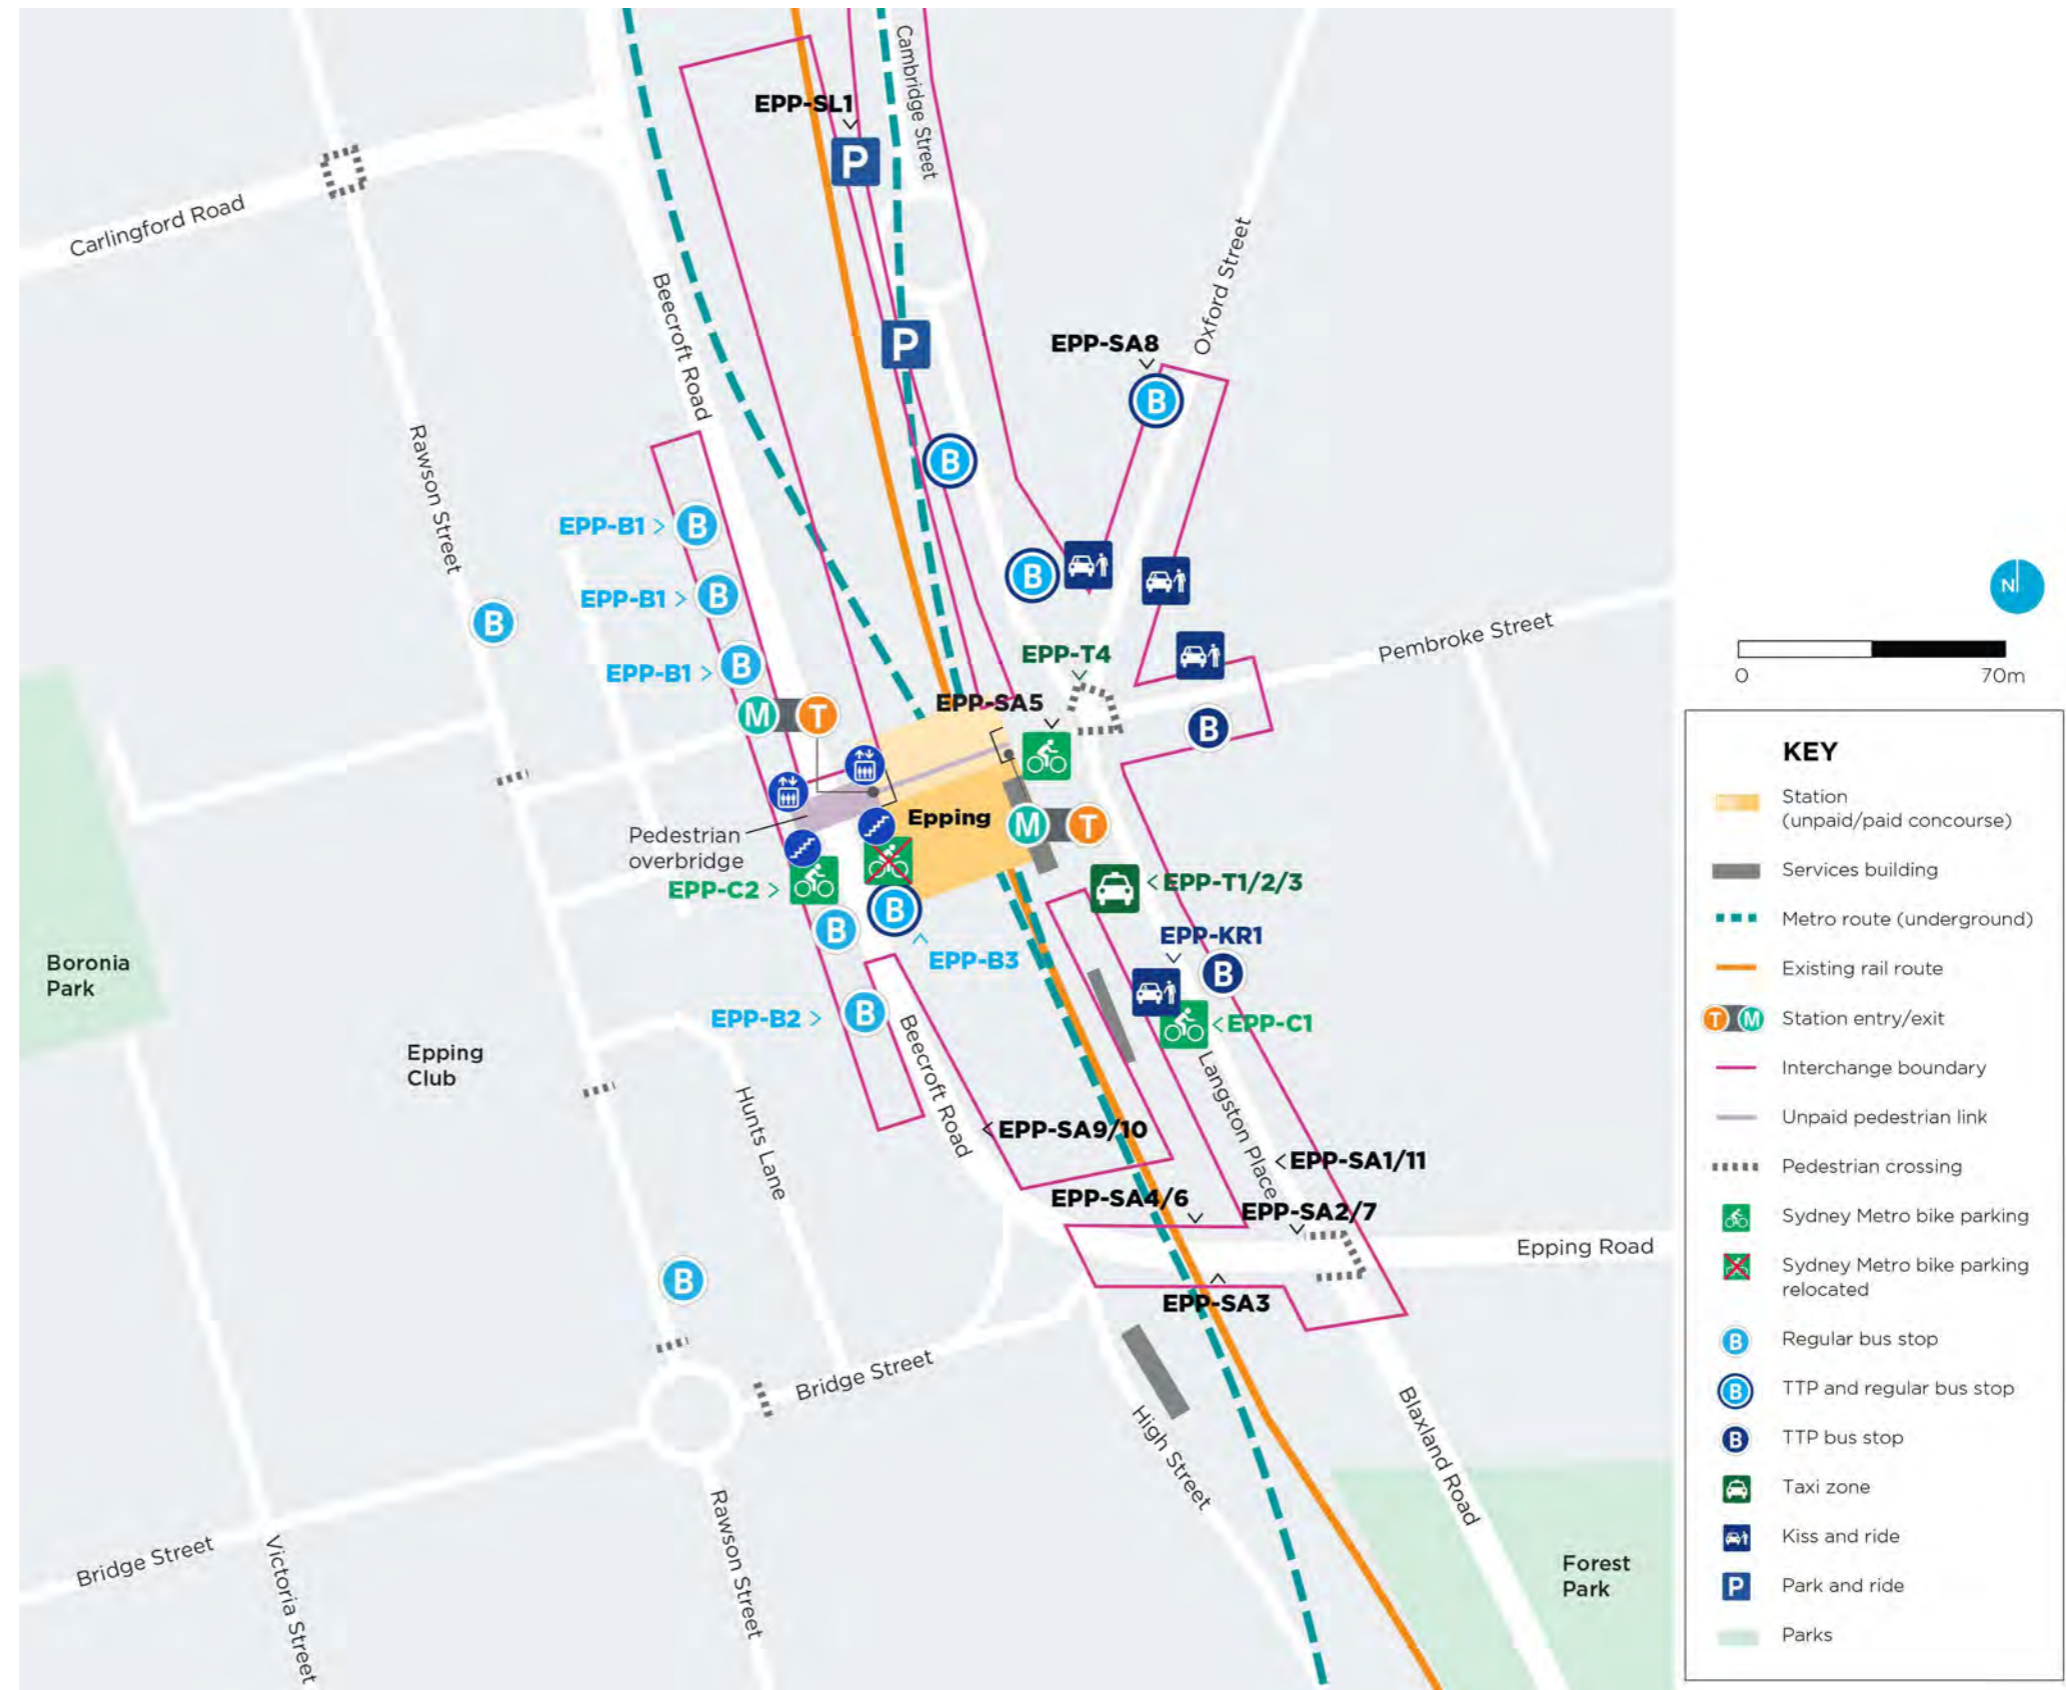 Cambridge Street
EPP-SL1
P
Carlingford Road
Oxford Street
Beecroft Road
P
EPP-SA8
B
Rawson Street
B
EPP-B1 >
B
B
EPP-B1 >
B
B
Pembroke Street
EPP-T4
EPP-B1 >
B
EPP-SA5
M
T
B
Epping
M
T
Pedestrian
overbridge
EPP-C2 >
< EPP-T1/2/3
B
B
EPP-KR1
EPP-B3
B
Boronia
Park
EPP-B2 >
B
< EPP-C1
Epping
Club
Beecroft Road
Hunts Lane
Langston Place
< EPP-SA9/10
< EPP-SA1/11
EPP-SA4/6
EPP-SA2/7
Epping Road
B
EPP-SA3
Bridge Street
High Street
Blaxland Road
Bridge Street
Victoria Street
Rawson Street
Forest
Park
N
0
70m
KEY
Station
(unpaid/paid concourse)
Services building
Metro route (underground)
Existing rail route
T
M
Station entry/exit
Interchange boundary
Unpaid pedestrian link
Pedestrian crossing
Sydney Metro bike parking
Sydney Metro bike parking
relocated
B
Regular bus stop
B
TTP and regular bus stop
B
TTP bus stop
Taxi zone
Kiss and ride
P
Park and ride
Parks